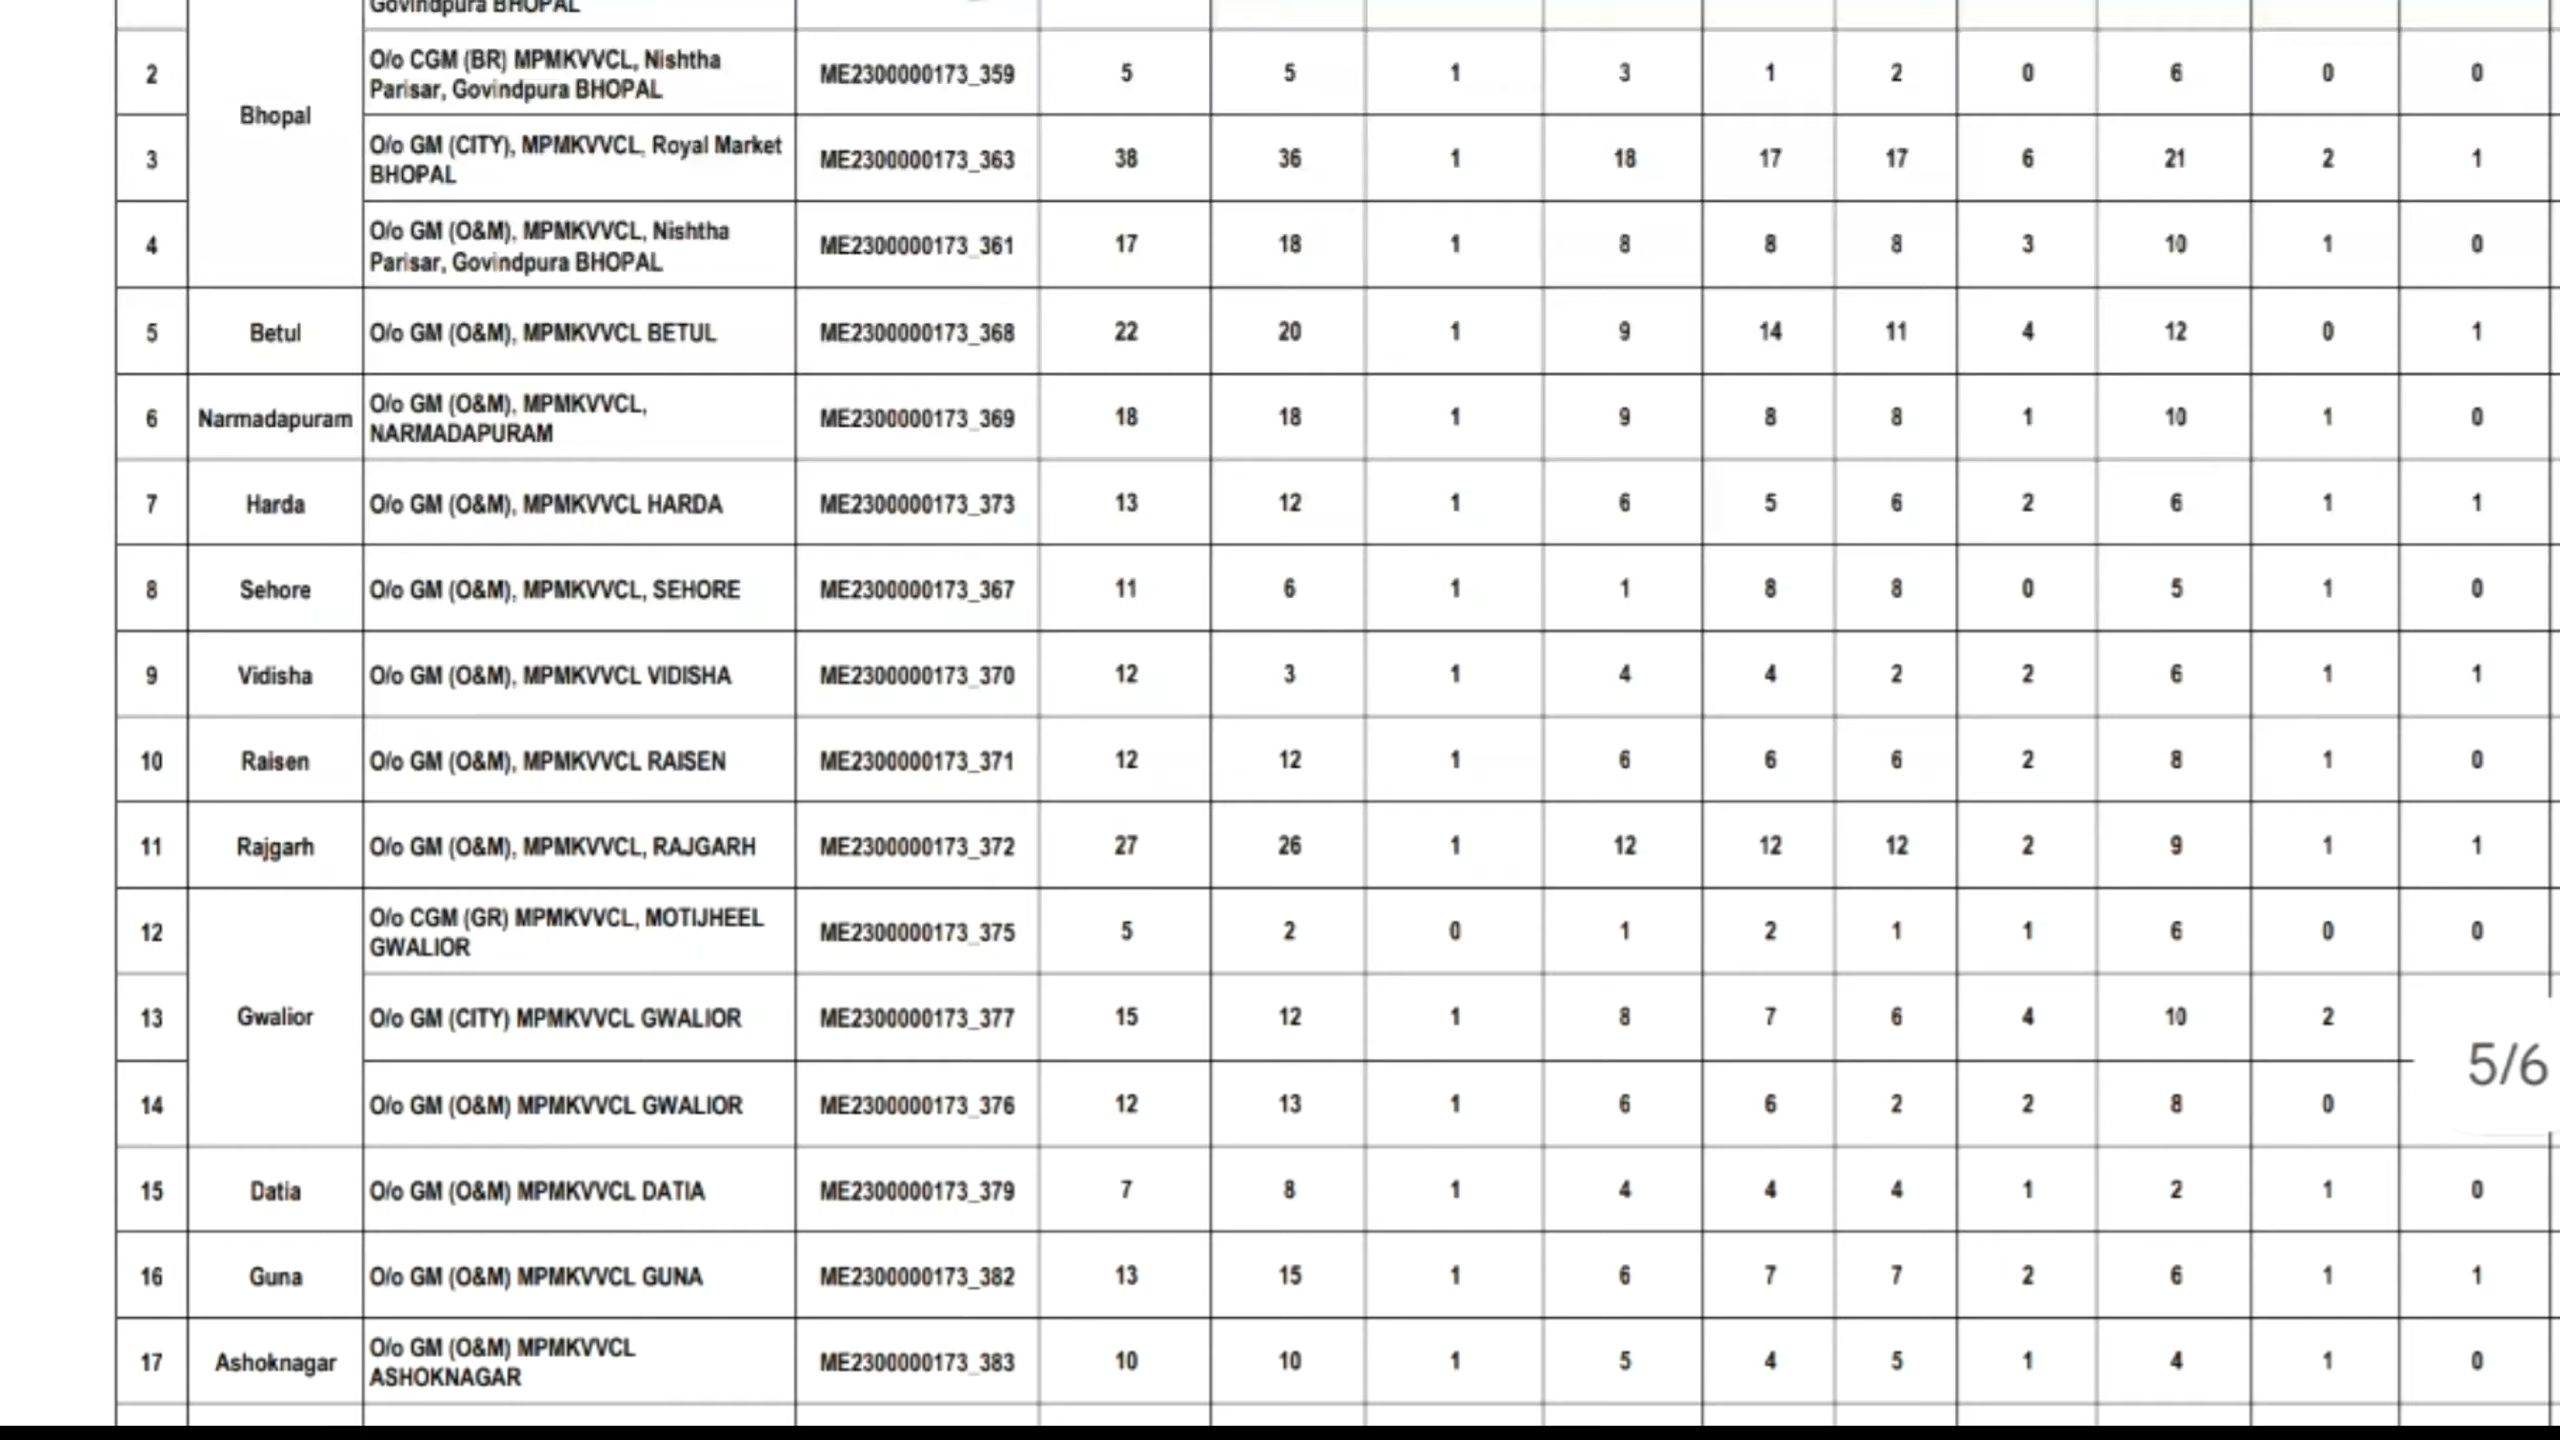 Govindpura BHOPAL
2 O/o CGM (BR) MPMKVVCL, Nishtha Parisar, Govindpura BHOPAL ME2300000173_359 5 5 1 3 1 2 0 6 0 0
Bhopal
3 O/o GM (CITY), MPMKVVCL, Royal Market BHOPAL ME2300000173_363 38 36 1 18 17 17 6 21 2 1
4 O/o GM (O&M), MPMKVVCL, Nishtha Parisar, Govindpura BHOPAL ME2300000173_361 17 18 1 8 8 8 3 10 1 0
5 Betul O/o GM (O&M), MPMKVVCL BETUL ME2300000173_368 22 20 1 9 14 11 4 12 0 1
6 Narmadapuram O/o GM (O&M), MPMKVVCL, NARMADAPURAM ME2300000173_369 18 18 1 9 8 8 1 10 1 0
7 Harda O/o GM (O&M), MPMKVVCL HARDA ME2300000173_373 13 12 1 6 5 6 2 6 1 1
8 Sehore O/o GM (O&M), MPMKVVCL, SEHORE ME2300000173_367 11 6 1 1 8 8 0 5 1 0
9 Vidisha O/o GM (O&M), MPMKVVCL VIDISHA ME2300000173_370 12 3 1 4 4 2 2 6 1 1
10 Raisen O/o GM (O&M), MPMKVVCL RAISEN ME2300000173_371 12 12 1 6 6 6 2 8 1 0
11 Rajgarh O/o GM (O&M), MPMKVVCL, RAJGARH ME2300000173_372 27 26 1 12 12 12 2 9 1 1
12 O/o CGM (GR) MPMKVVCL, MOTIJHEEL GWALIOR ME2300000173_375 5 2 0 1 2 1 1 6 0 0
13 Gwalior O/o GM (CITY) MPMKVVCL GWALIOR ME2300000173_377 15 12 1 8 7 6 4 10 2
5/6
14 O/o GM (O&M) MPMKVVCL GWALIOR ME2300000173_376 12 13 1 6 6 2 2 8 0
15 Datia O/o GM (O&M) MPMKVVCL DATIA ME2300000173_379 7 8 1 4 4 4 1 2 1 0
16 Guna O/o GM (O&M) MPMKVVCL GUNA ME2300000173_382 13 15 1 6 7 7 2 6 1 1
17 Ashoknagar O/o GM (O&M) MPMKVVCL ASHOKNAGAR ME2300000173_383 10 10 1 5 4 5 1 4 1 0